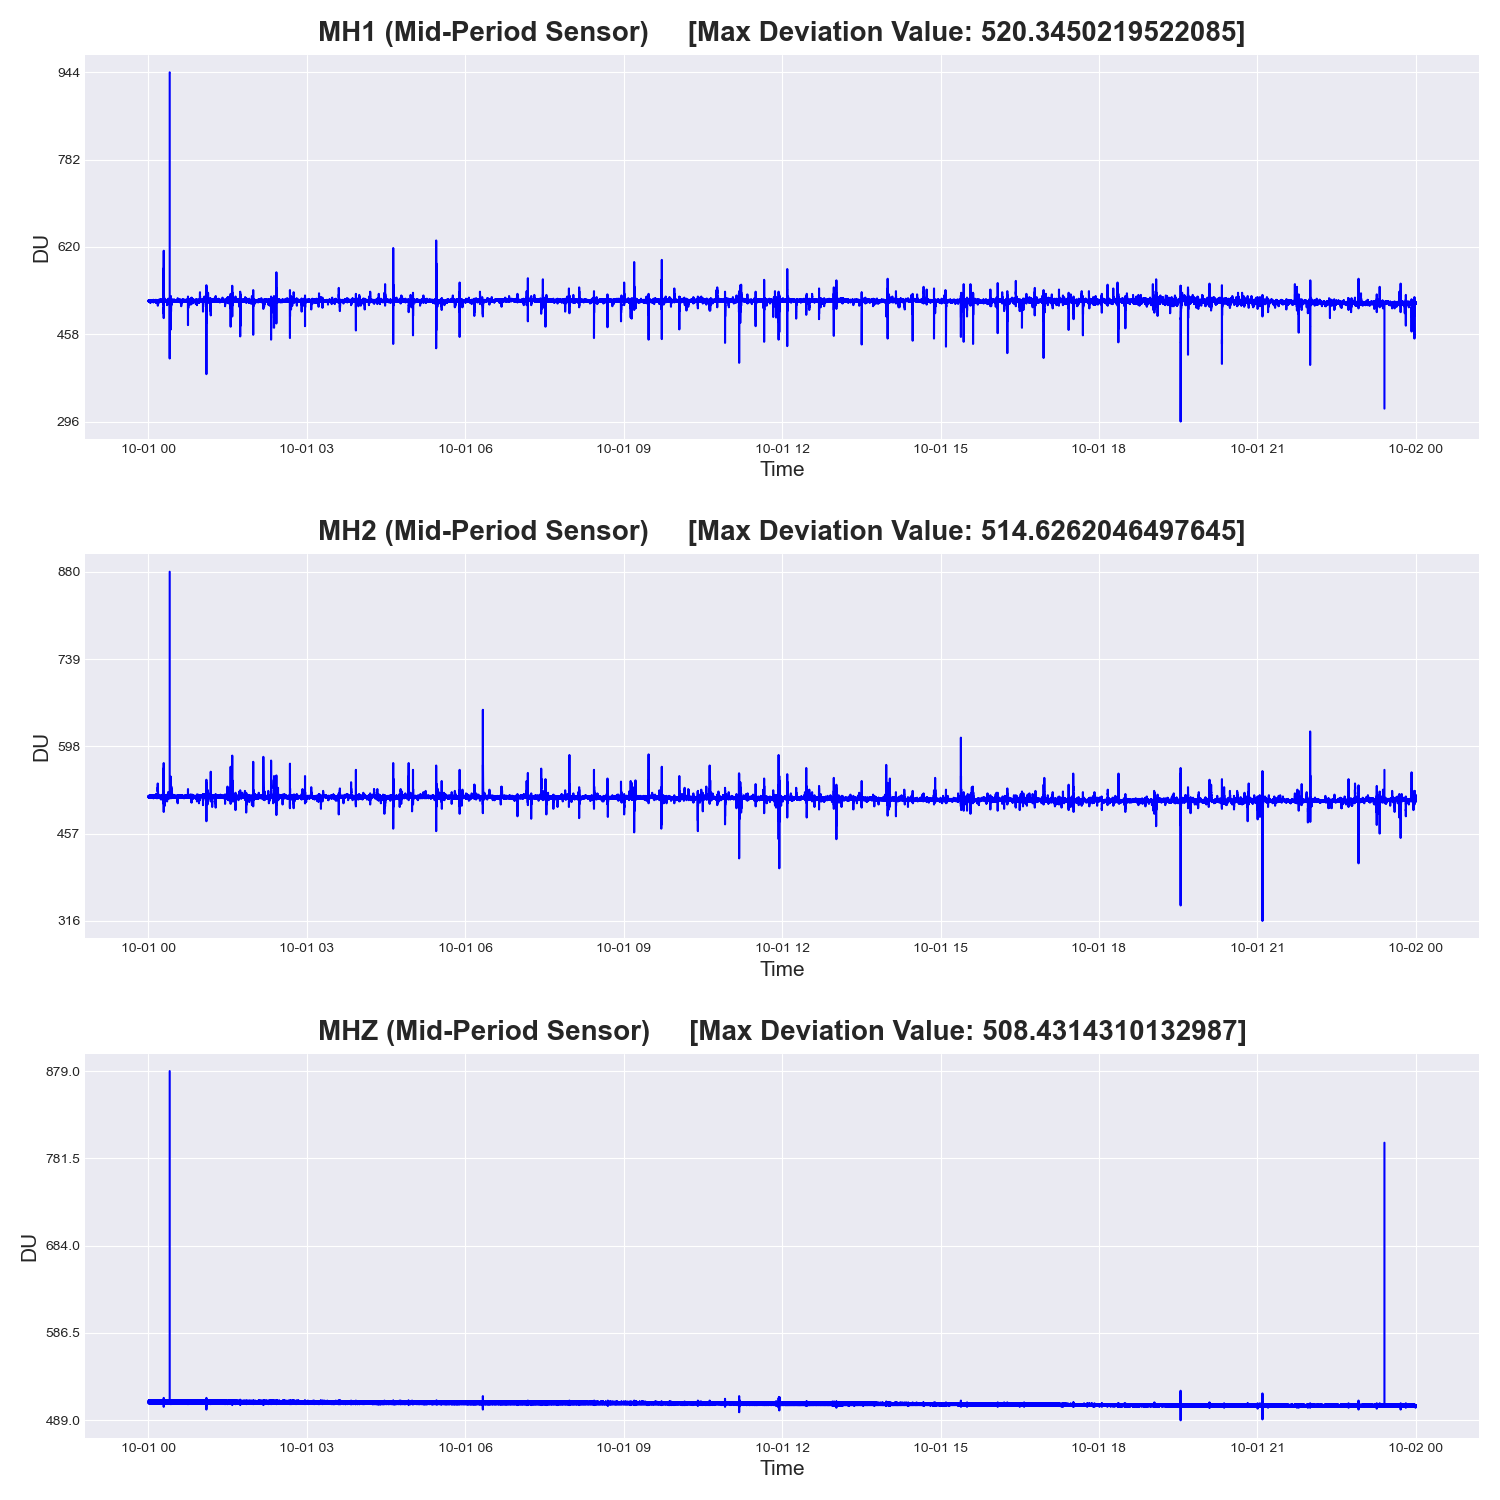 MH1 (Mid-Period Sensor) [Max Deviation Value: 520.3450219522085]
944
782
620
458
296
DU
10-01 00 10-01 03 10-01 06 10-01 09 10-01 12 10-01 15 10-01 18 10-01 21 10-02 00
Time
MH2 (Mid-Period Sensor) [Max Deviation Value: 514.6262046497645]
880
739
598
457
316
DU
10-01 00 10-01 03 10-01 06 10-01 09 10-01 12 10-01 15 10-01 18 10-01 21 10-02 00
Time
MHZ (Mid-Period Sensor) [Max Deviation Value: 508.4314310132987]
879.0
781.5
684.0
586.5
489.0
DU
10-01 00 10-01 03 10-01 06 10-01 09 10-01 12 10-01 15 10-01 18 10-01 21 10-02 00
Time